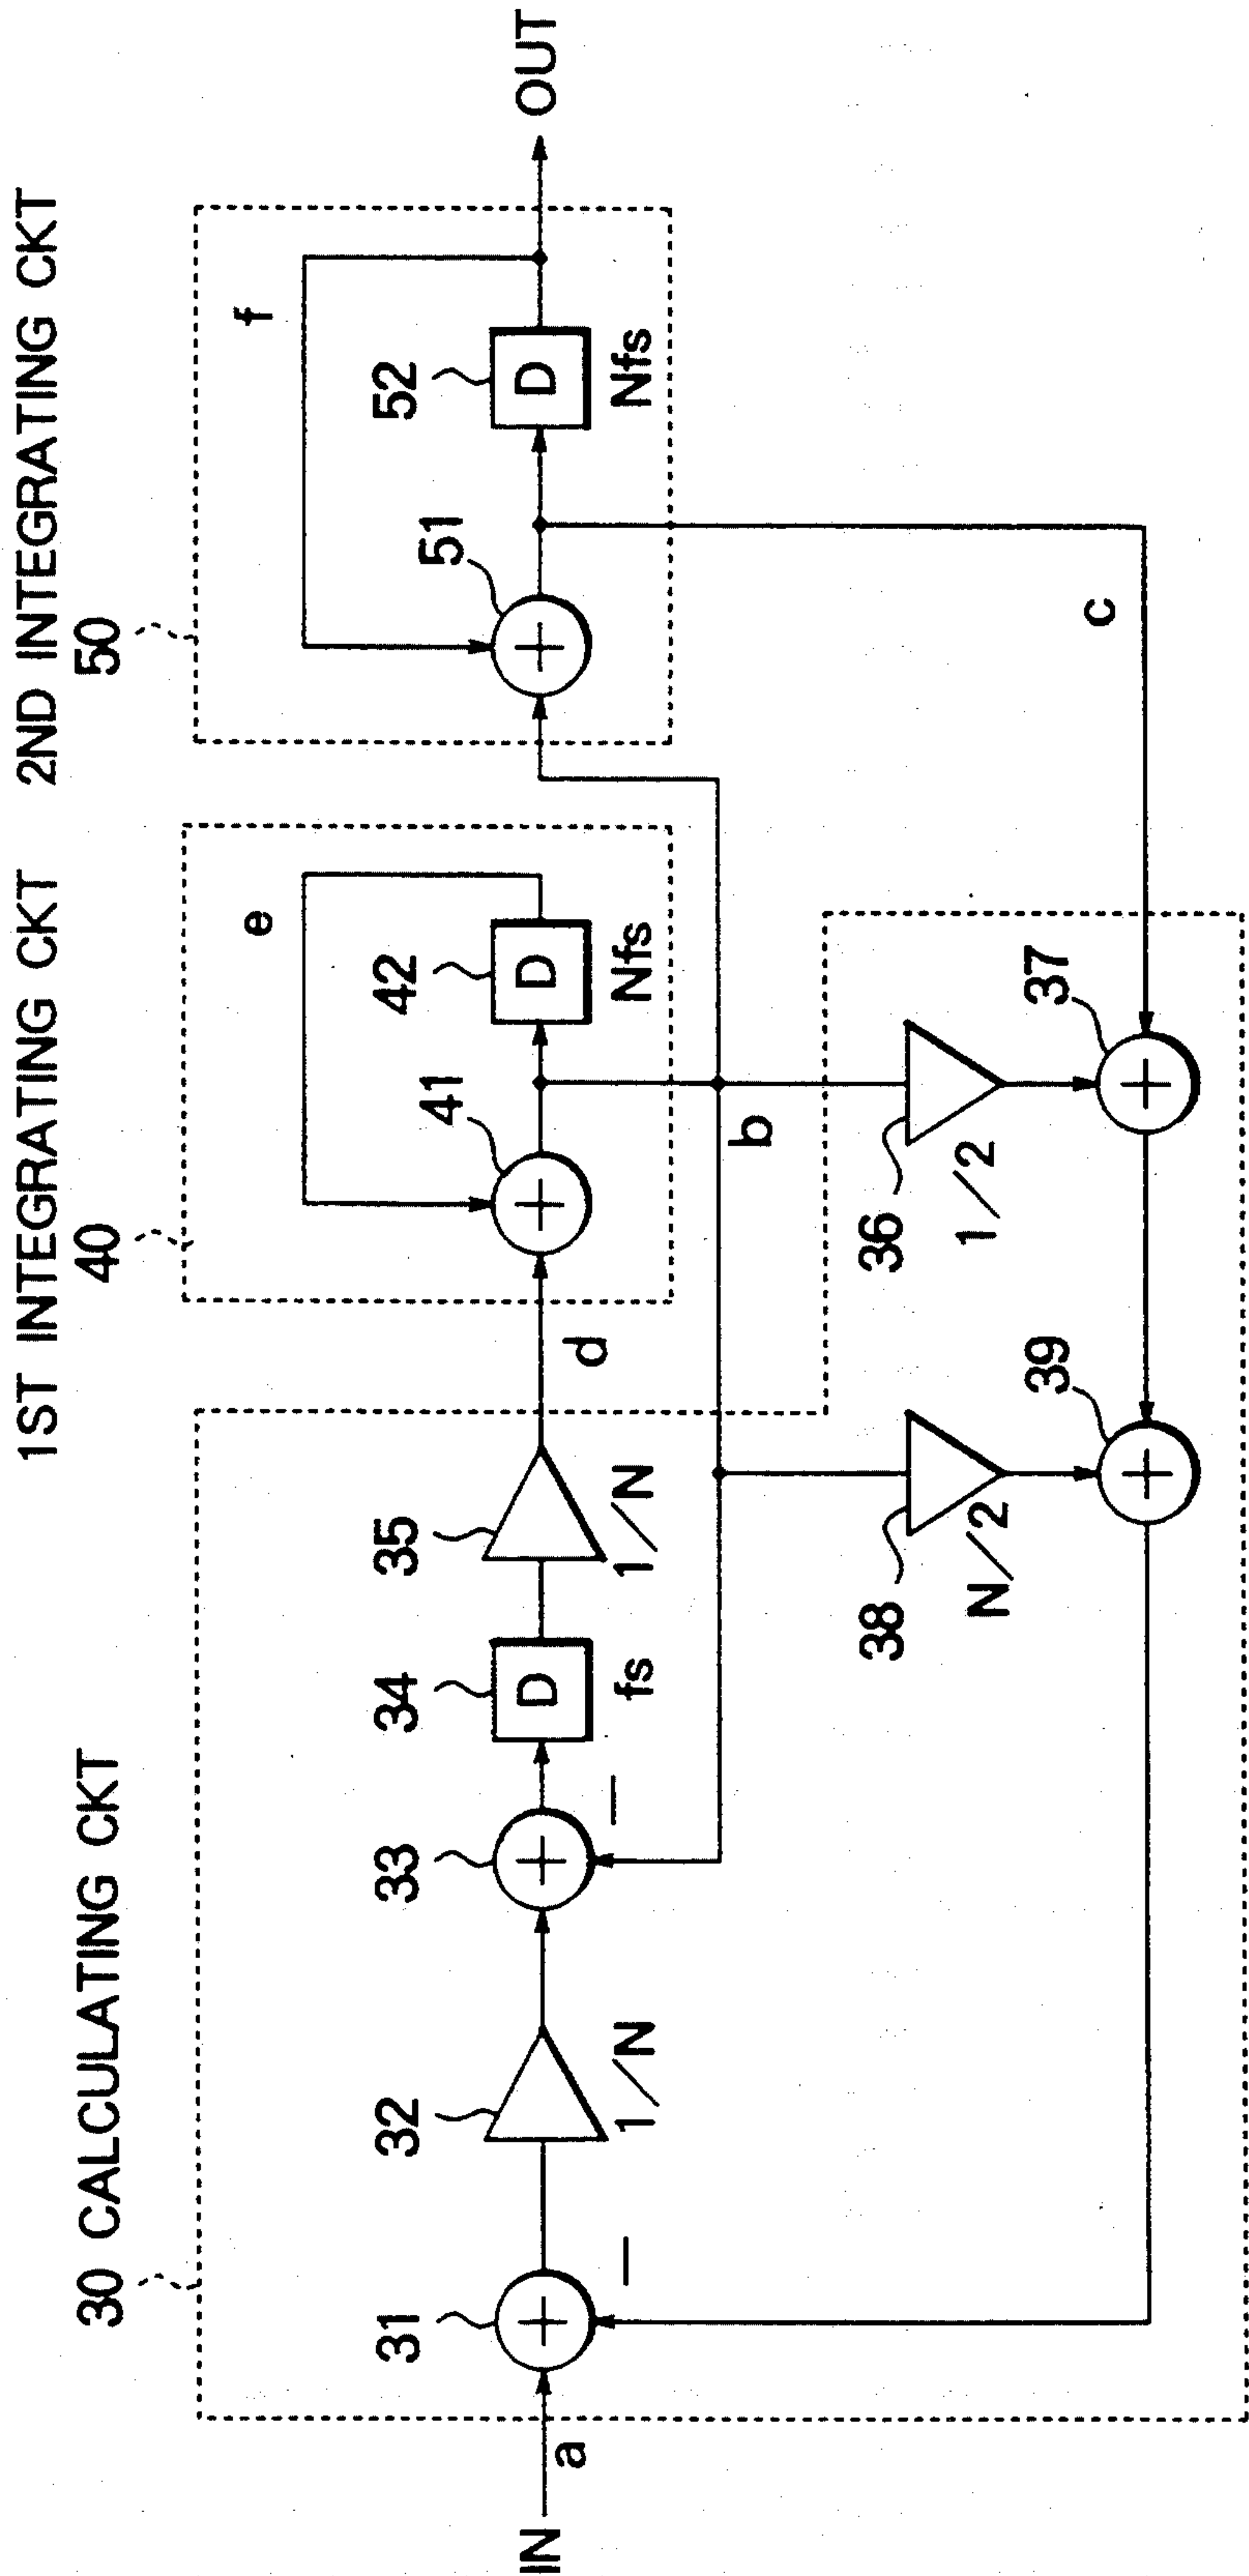 30 CALCULATING CKT
1ST INTEGRATING CKT
40
2ND INTEGRATING CKT
50
IN
a
31
32
1/N
33
34
D
fs
35
1/N
d
41
42
D
Nfs
e
b
51
52
D
Nfs
f
OUT
c
36
1/2
37
38
N/2
39